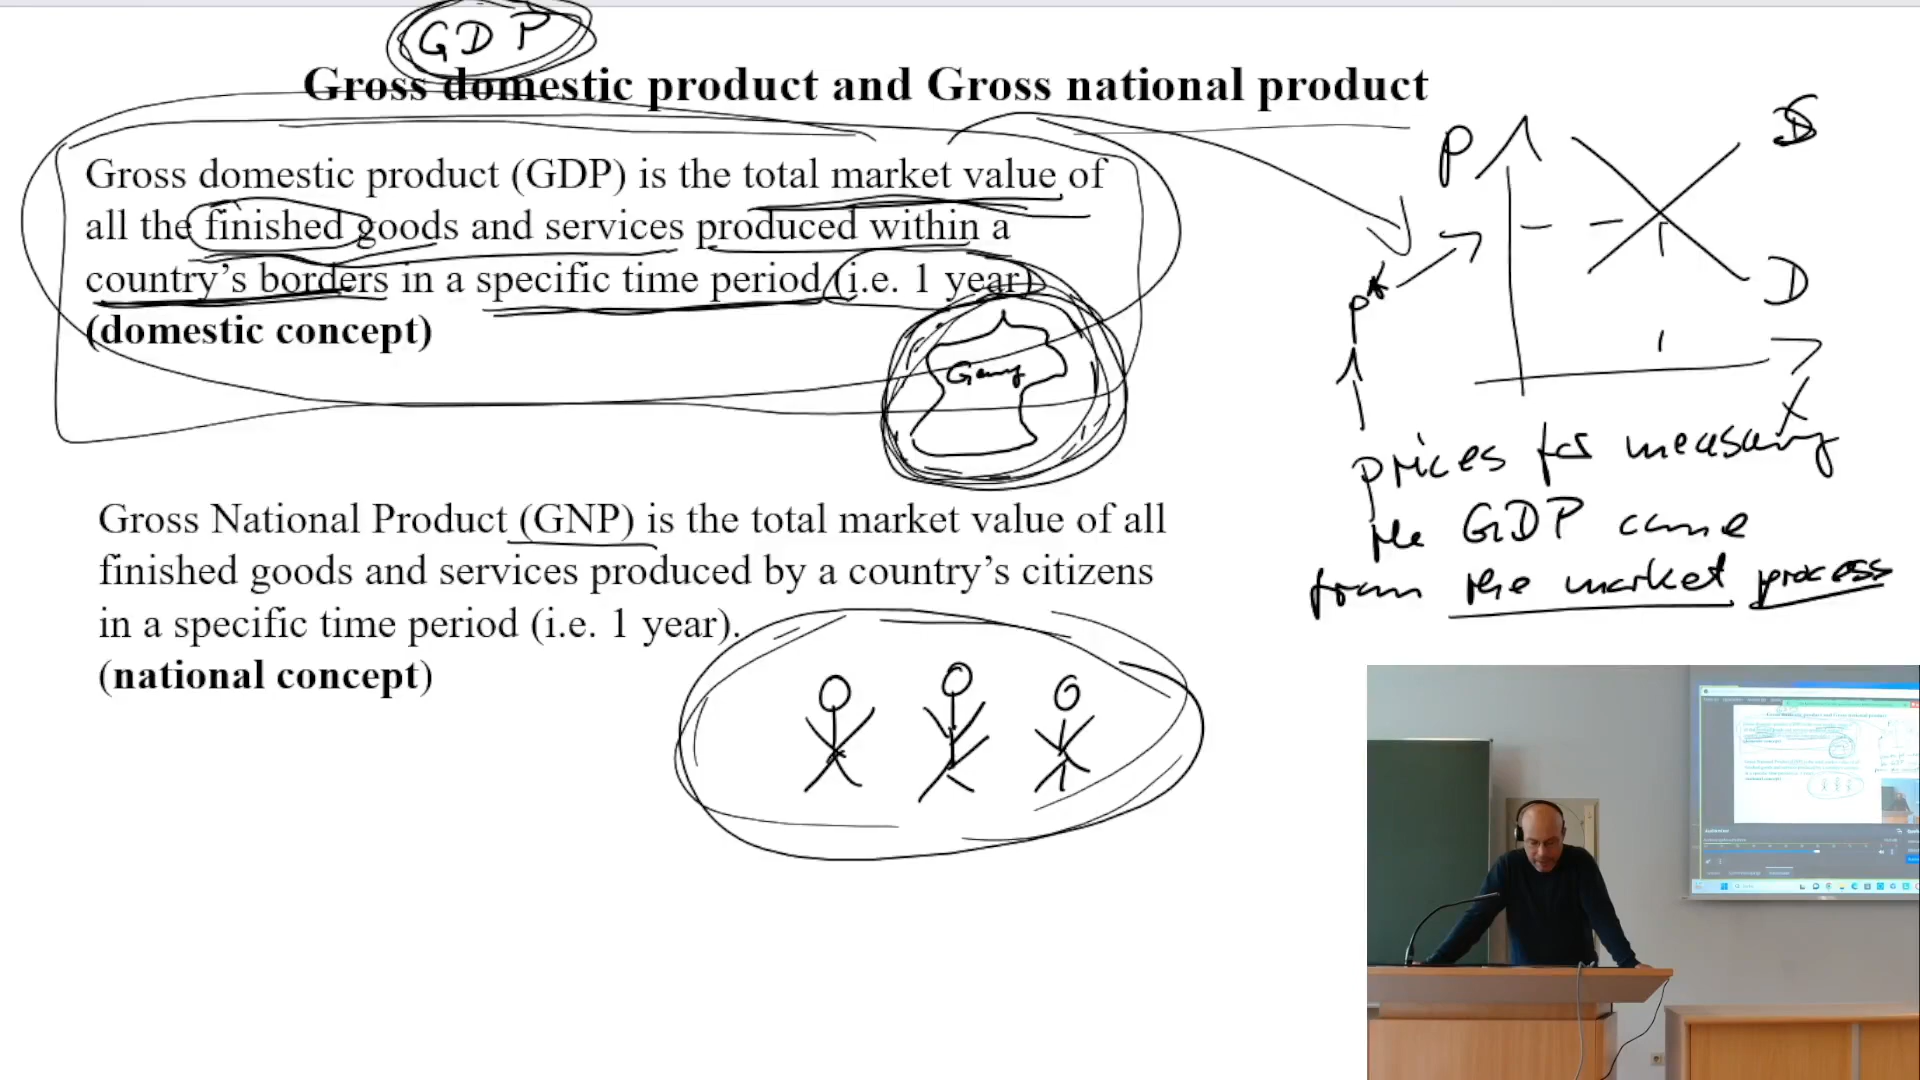 GDP
Gross domestic product and Gross national product
Gross domestic product (GDP) is the total market value of
all the finished goods and services produced within a
country's borders in a specific time period (i.e. 1 year)
(domestic concept)
Gross National Product (GNP) is the total market value of all
finished goods and services produced by a country's citizens
in a specific time period (i.e. 1 year).
(national concept)
P
S
D
P*
X
prices for measuring
the GDP come
from the market process